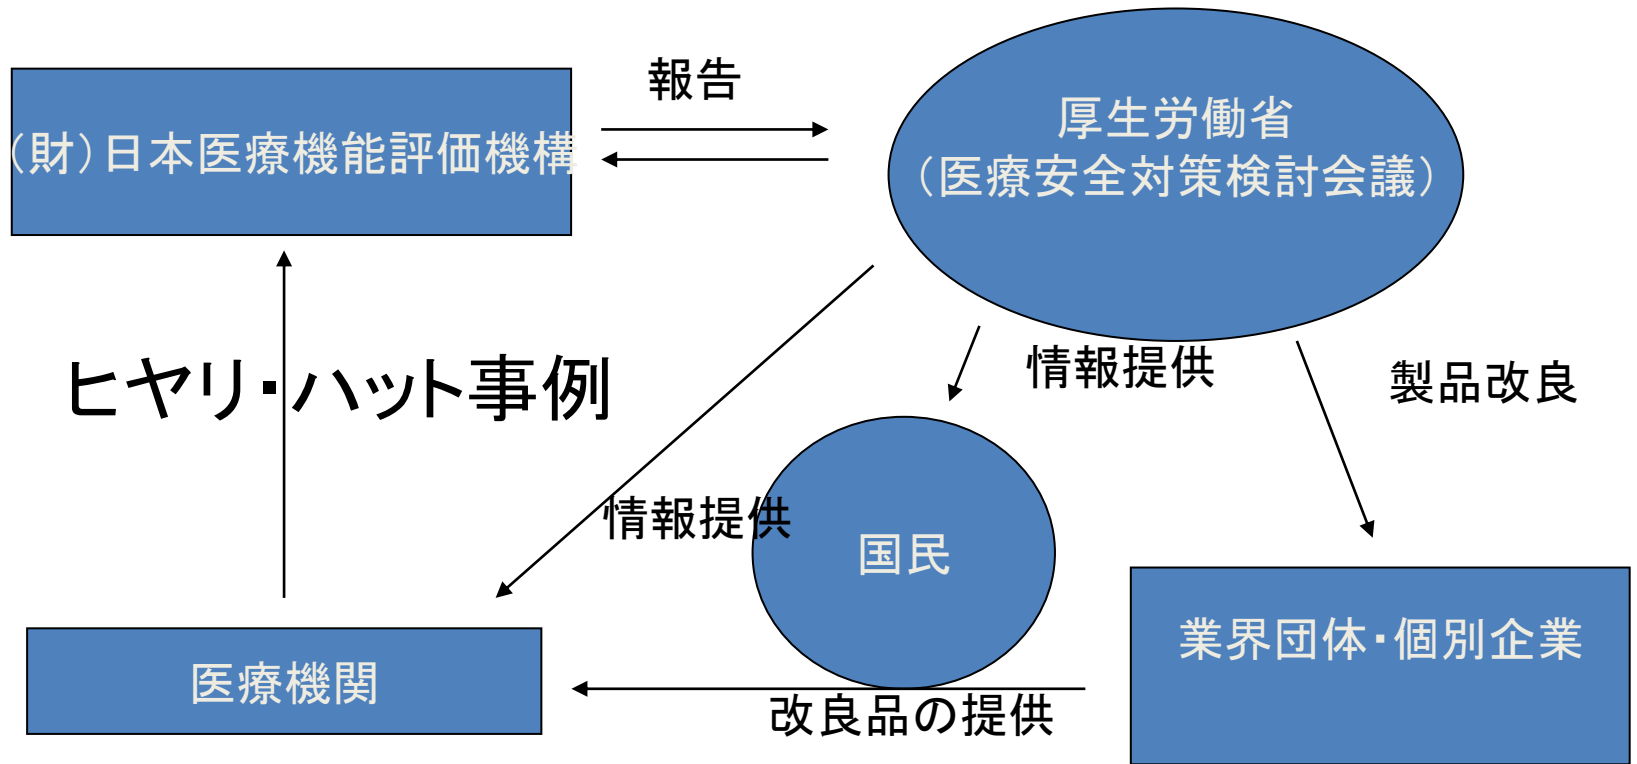 報告
(財)日本医療機能評価機構
厚生労働省
(医療安全対策検討会議)
ヒヤリ・ハット事例
情報提供
製品改良
情報提供
国民
業界団体・個別企業
医療機関
改良品の提供